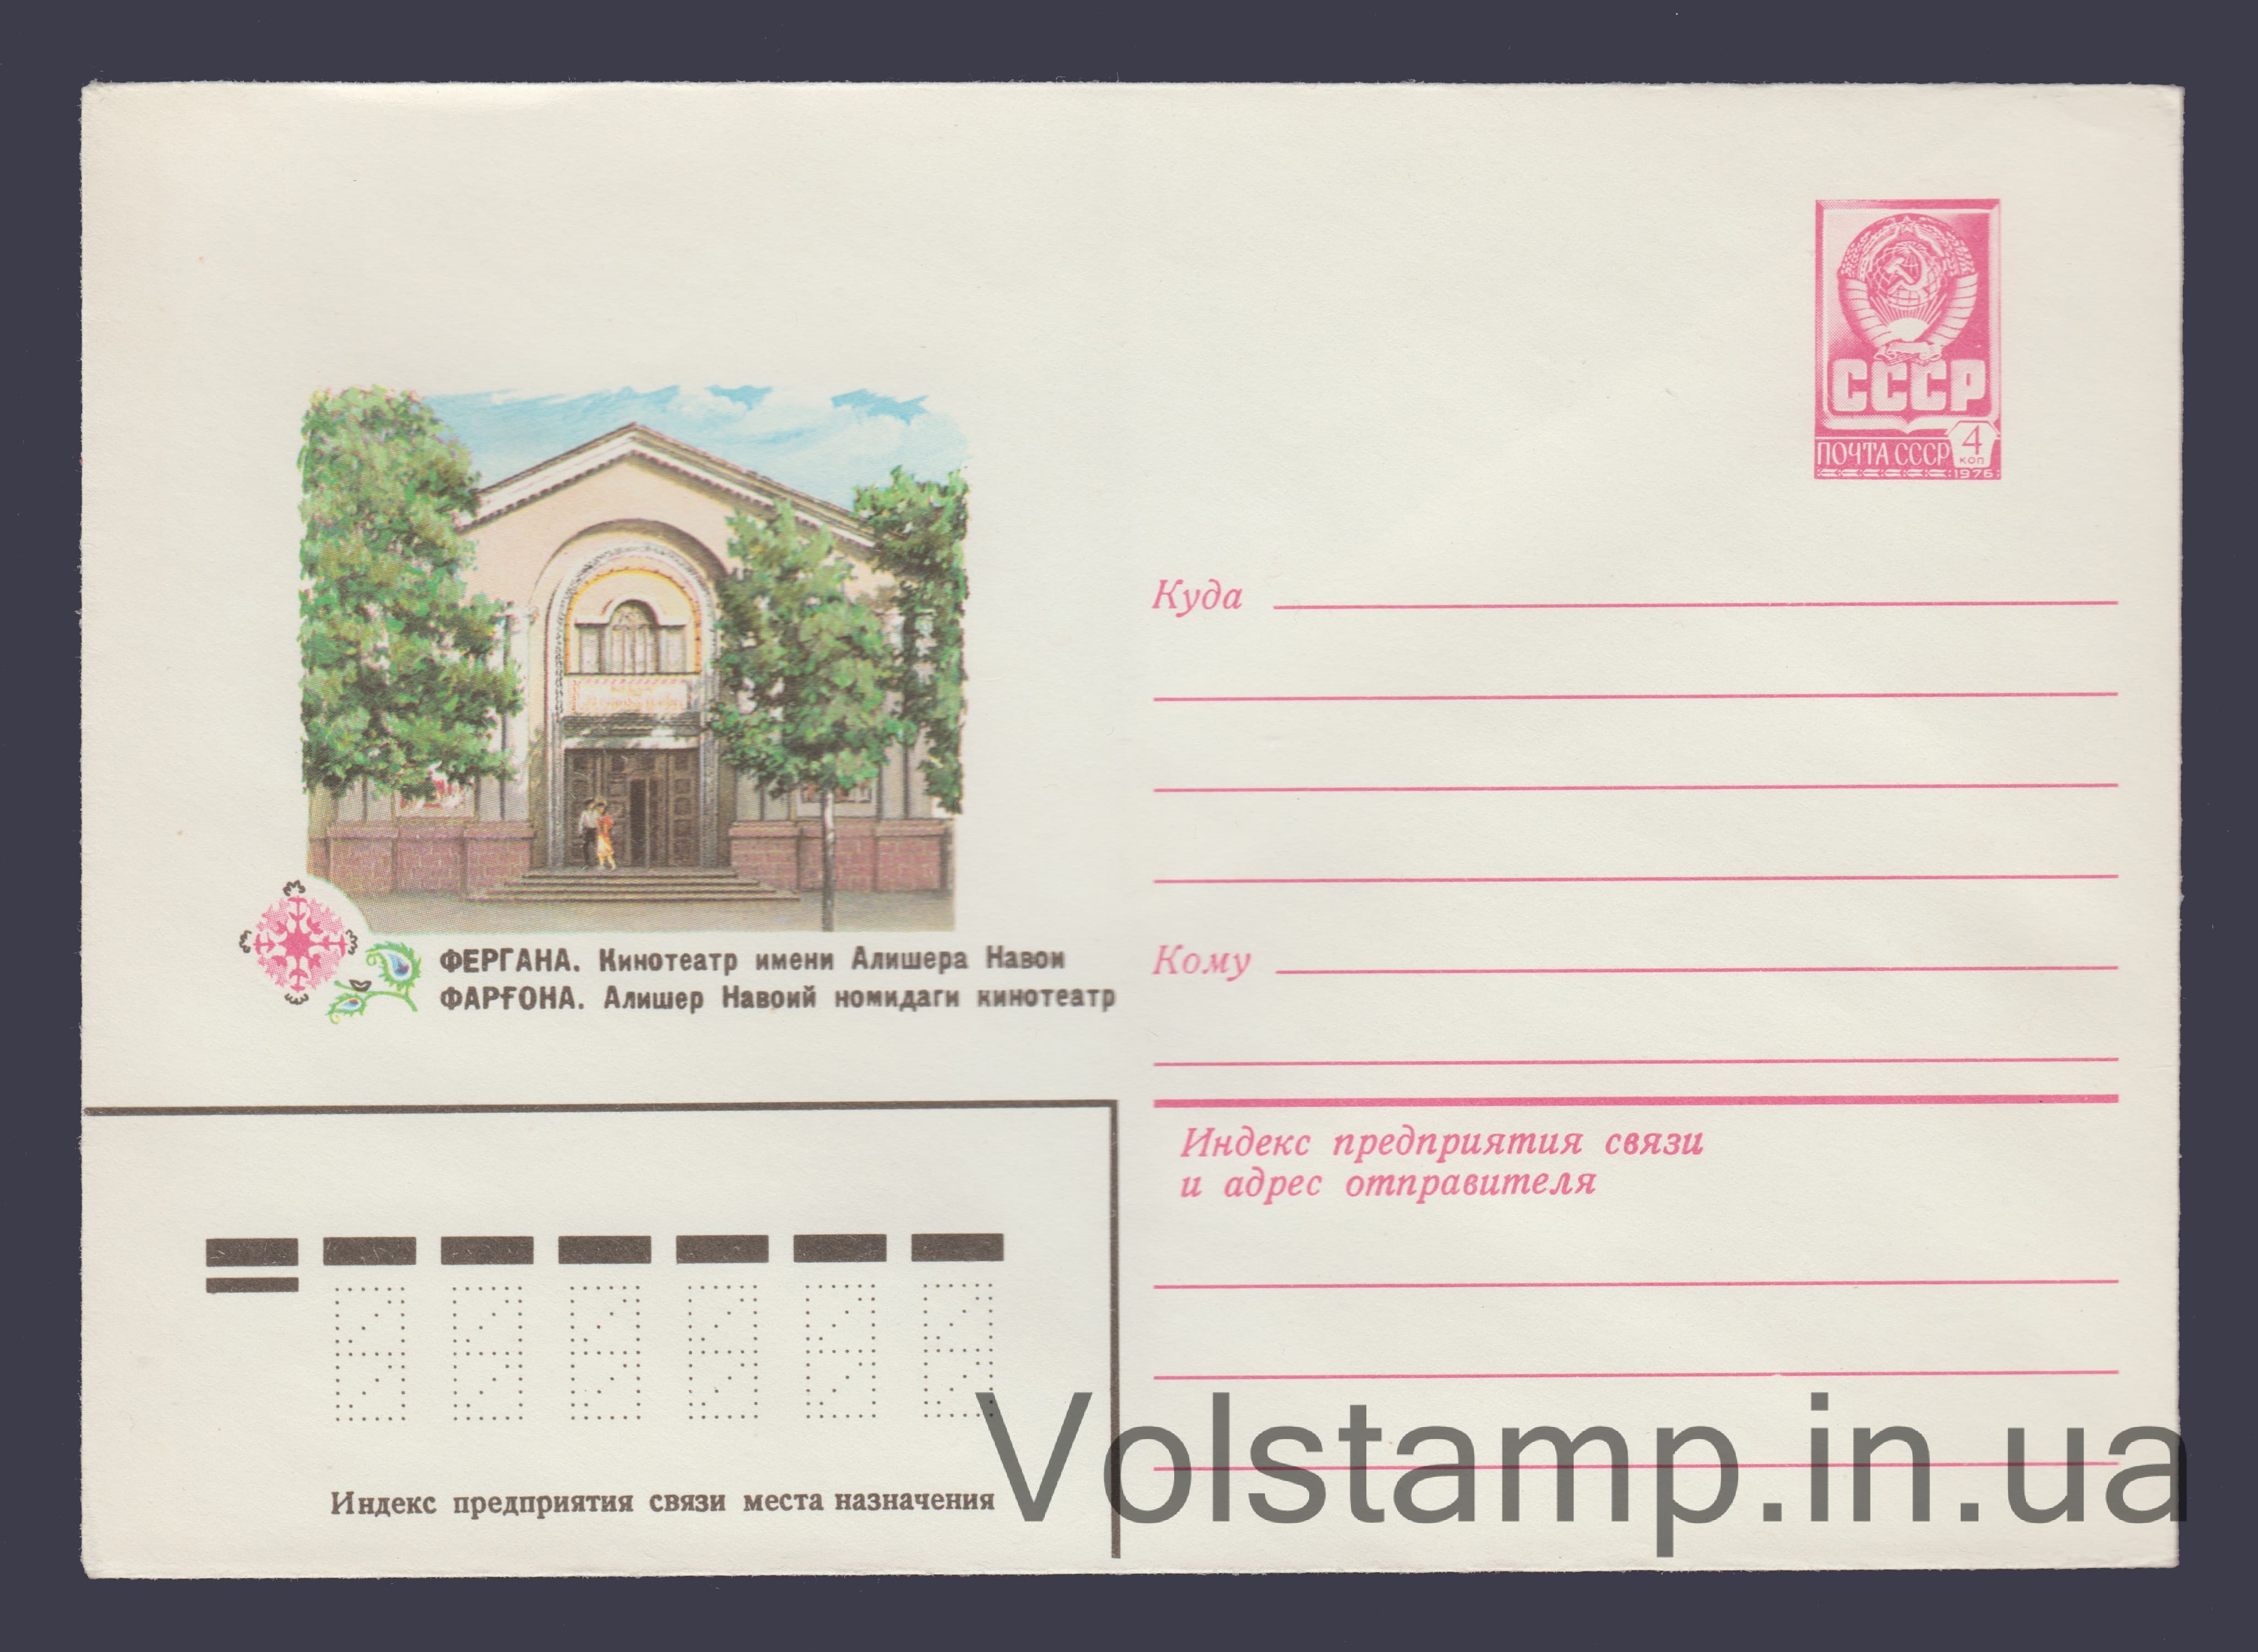 СССР
ПОЧТА СССР 4
КОП
1976
Куда
ФЕРГАНА. Кинотеатр имени Алишера Навои
ФАРҒОНА. Алишер Навоий номидаги кинотеатр
Кому
Индекс предприятия связи
и адрес отправителя
Индекс предприятия связи места назначения
Volstamp.in.ua